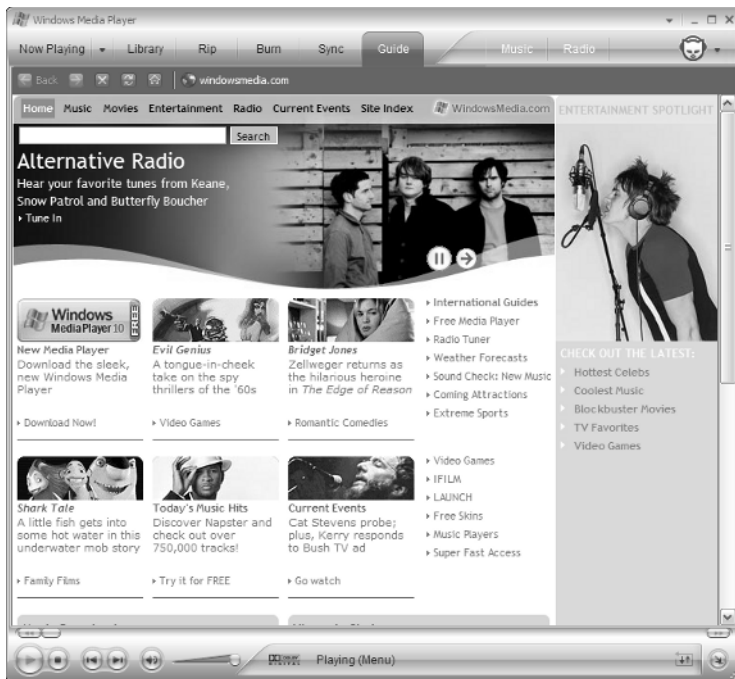 Windows Media Player
Now Playing Library Rip Burn Sync Guide Music Radio
Back windowsmedia.com
Home Music Movies Entertainment Radio Current Events Site Index WindowsMedia.com
ENTERTAINMENT SPOTLIGHT
Search
Alternative Radio
Hear your favorite tunes from Keane,
Snow Patrol and Butterfly Boucher
Tune In
Windows
MediaPlayer 10
FREE
New Media Player
Download the sleek,
new Windows Media
Player
Download Now!
Evil Genius
A tongue-in-cheek
take on the spy
thrillers of the '60s
Video Games
Bridget Jones
Zellweger returns as
the hilarious heroine
in The Edge of Reason
Romantic Comedies
International Guides
Free Media Player
Radio Tuner
Weather Forecasts
Sound Check: New Music
Coming Attractions
Extreme Sports
CHECK OUT THE LATEST:
Hottest Celebs
Coolest Music
Blockbuster Movies
TV Favorites
Video Games
Shark Tale
A little fish gets into
some hot water in this
underwater mob story
Family Films
Today's Music Hits
Discover Napster and
check out over
750,000 tracks!
Try it for FREE
Current Events
Cat Stevens probe;
plus, Kerry responds
to Bush TV ad
Go watch
Video Games
IFILM
LAUNCH
Free Skins
Music Players
Super Fast Access
Playing (Menu)